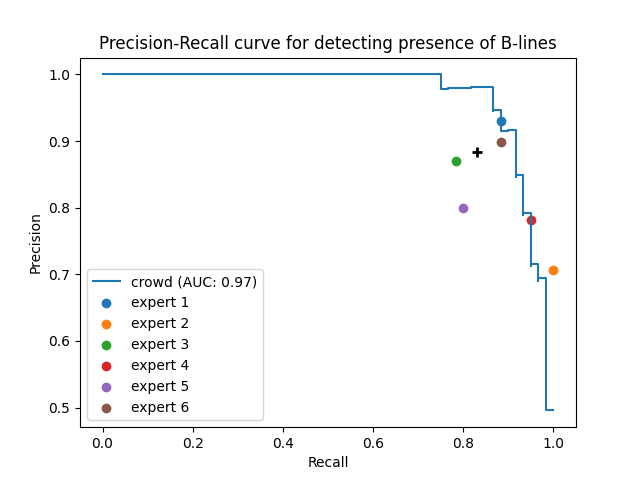 Precision-Recall curve for detecting presence of B-lines
1.0
0.9
0.8
0.7
0.6
0.5
Precision
crowd (AUC: 0.97)
expert 1
expert 2
expert 3
expert 4
expert 5
expert 6
0.0 0.2 0.4 0.6 0.8 1.0
Recall